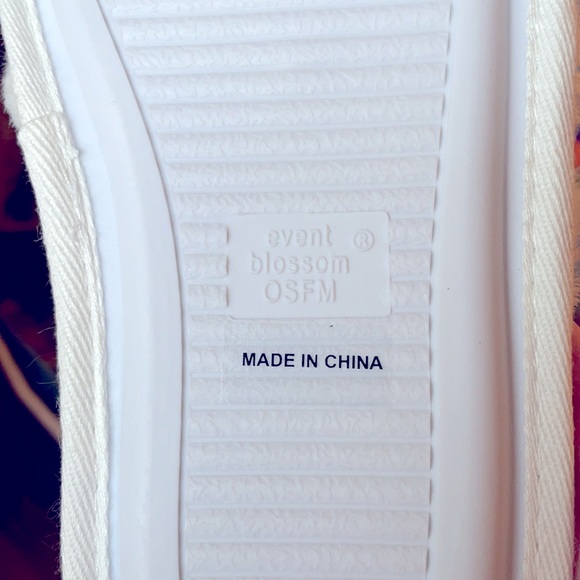 event ®
blossom
OSFM
MADE IN CHINA